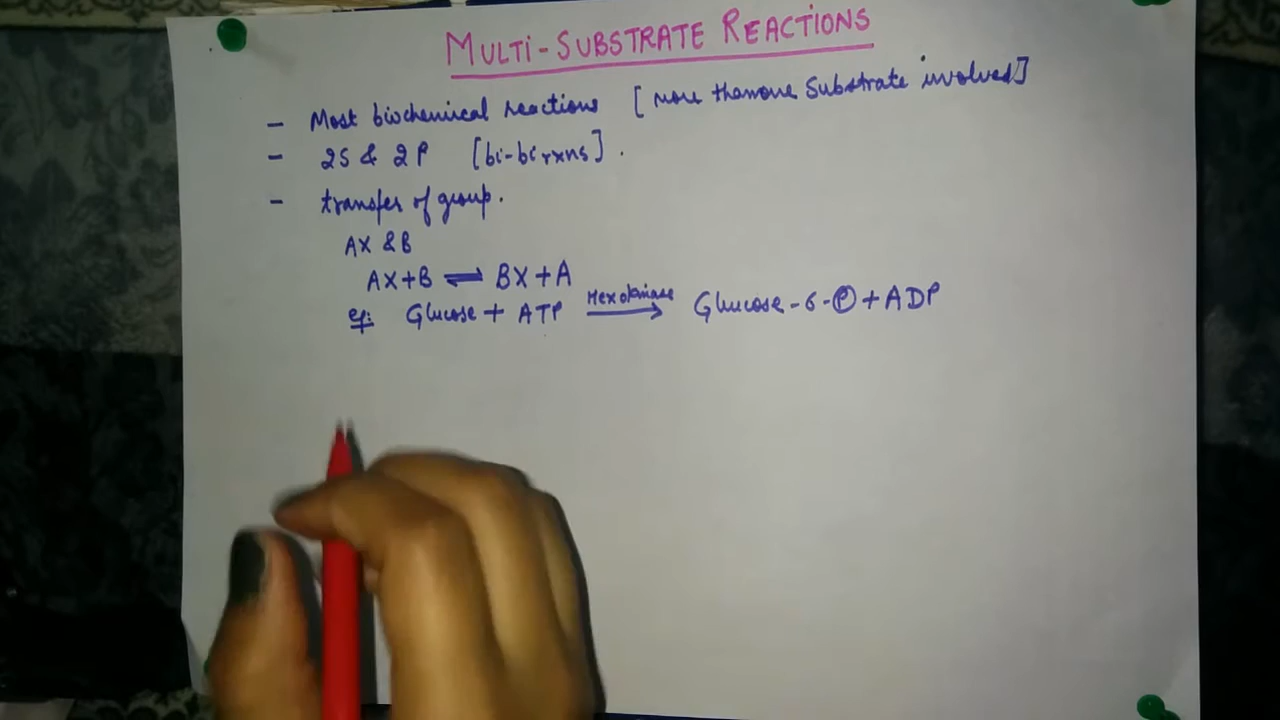 MULTI-SUBSTRATE REACTIONS
- Most biochemical reactions [more than one substrate involved]
- 2S & 2P [bi-bi rxns].
- transfer of group.
AX & B
AX+B ⇌ BX+A
eg: Glucose + ATP Hexokinase → Glucose-6-Ⓟ + ADP